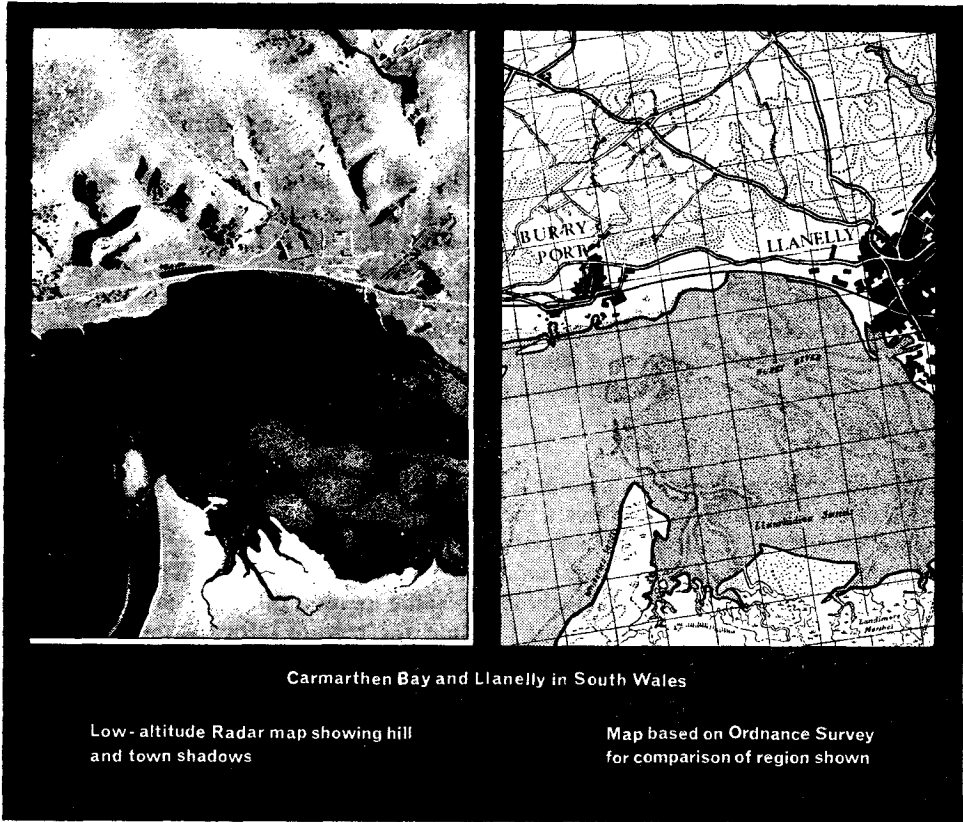 BURRY
PORT
LLANELLY
Carmarthen Bay and Llanelly in South Wales
Low-altitude Radar map showing hill
and town shadows
Map based on Ordnance Survey
for comparison of region shown